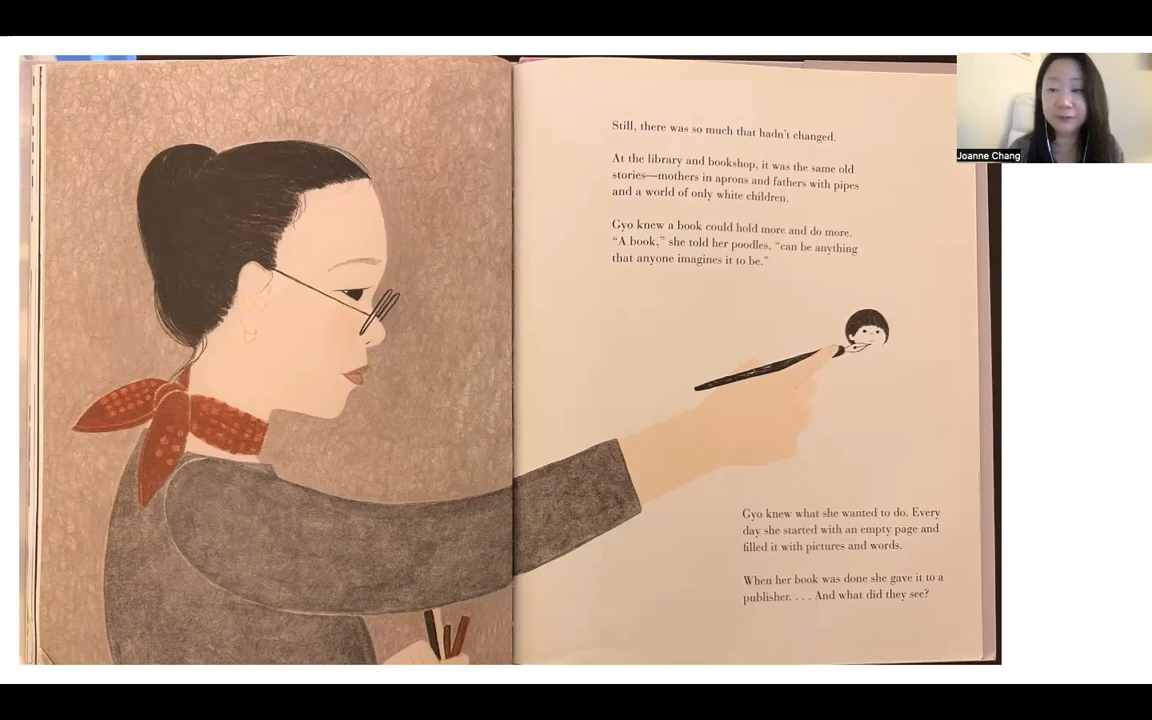 Still, there was so much that hadn't changed.
At the library and bookshop, it was the same old
stories—mothers in aprons and fathers with pipes
and a world of only white children.
Gyo knew a book could hold more and do more.
“A book,” she told her poodles, “can be anything
that anyone imagines it to be.”
Gyo knew what she wanted to do. Every
day she started with an empty page and
filled it with pictures and words.
When her book was done she gave it to a
publisher. . . . And what did they see?
Joanne Chang